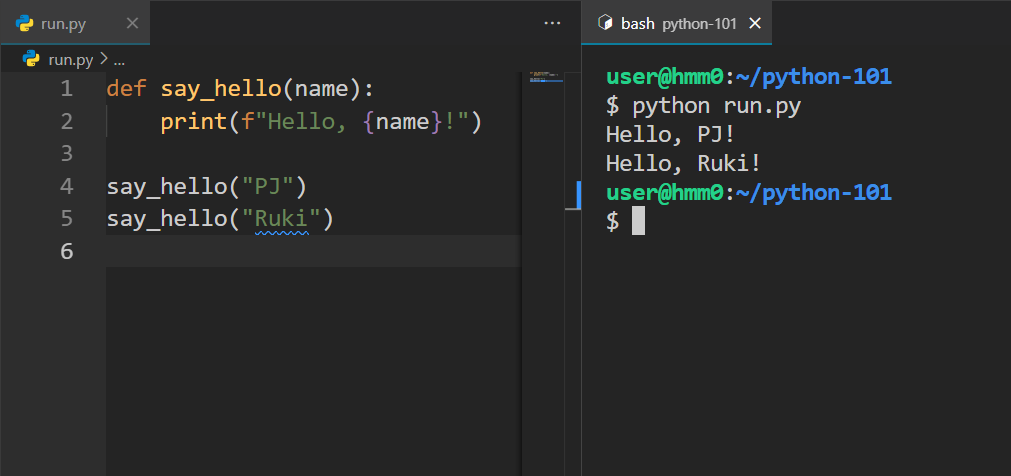 run.py
run.py > ...
1 def say_hello(name):
2     print(f"Hello, {name}!")
3
4 say_hello("PJ")
5 say_hello("Ruki")
6
bash python-101
user@hmm0:~/python-101
$ python run.py
Hello, PJ!
Hello, Ruki!
user@hmm0:~/python-101
$